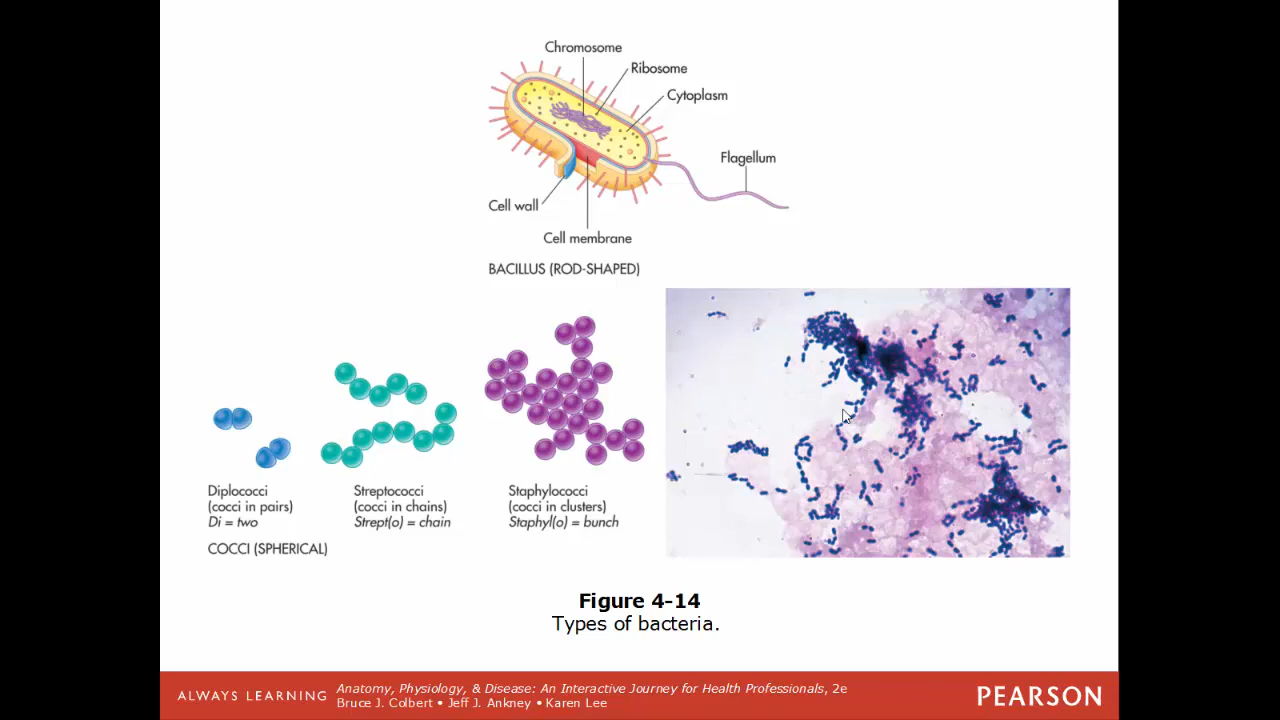 Chromosome
Ribosome
Cytoplasm
Flagellum
Cell wall
Cell membrane
BACILLUS (ROD-SHAPED)
Diplococci
(cocci in pairs)
Di = two
Streptococci
(cocci in chains)
Strept(o) = chain
Staphylococci
(cocci in clusters)
Staphyl(o) = bunch
COCCI (SPHERICAL)
Figure 4-14
Types of bacteria.
ALWAYS LEARNING
Anatomy, Physiology, & Disease: An Interactive Journey for Health Professionals, 2e
Bruce J. Colbert • Jeff J. Ankney • Karen Lee
PEARSON